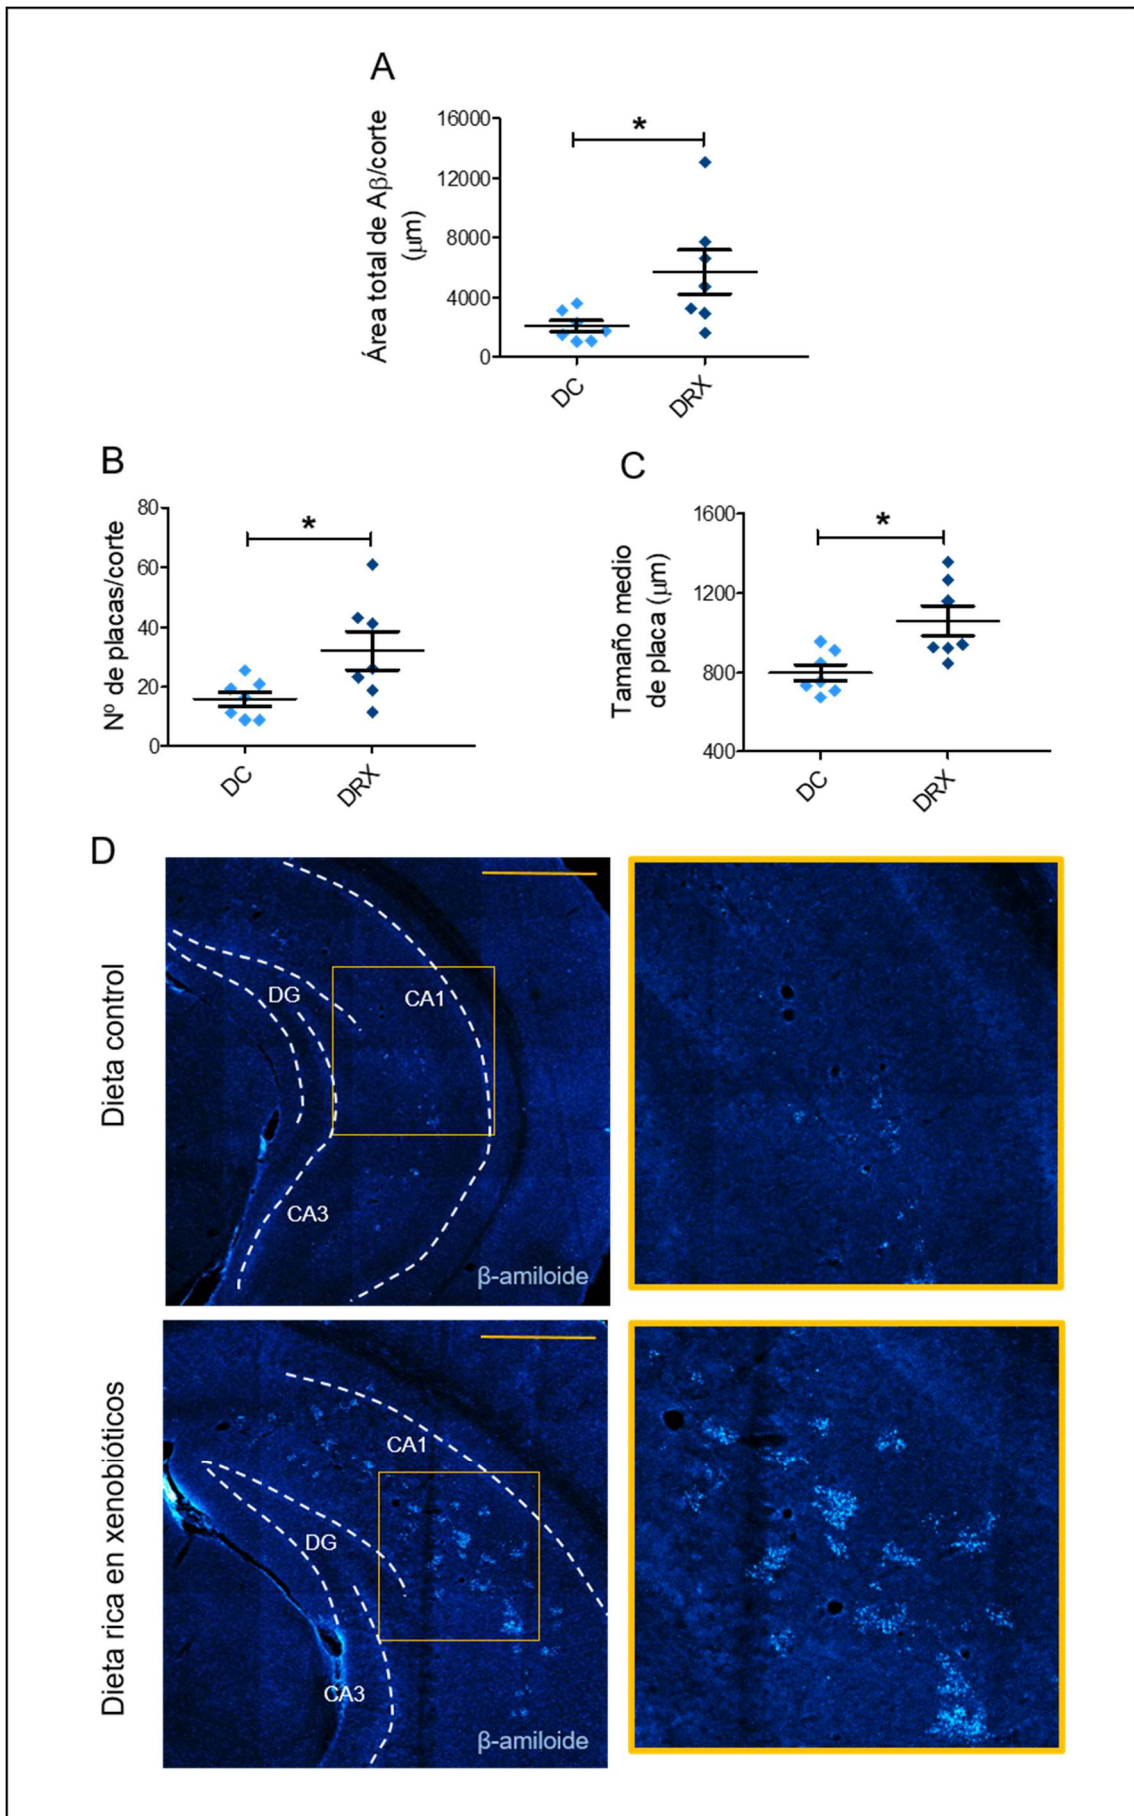 A
Área total de Aβ/corte
(µm)
16000
12000
8000
4000
0
*
DC
DRX
B
Nº de placas/corte
80
60
40
20
0
*
DC
DRX
C
Tamaño medio
de placa (µm)
1600
1200
800
400
*
DC
DRX
D
Dieta control
DG
CA1
CA3
β-amiloide
Dieta rica en xenobióticos
CA1
DG
CA3
β-amiloide